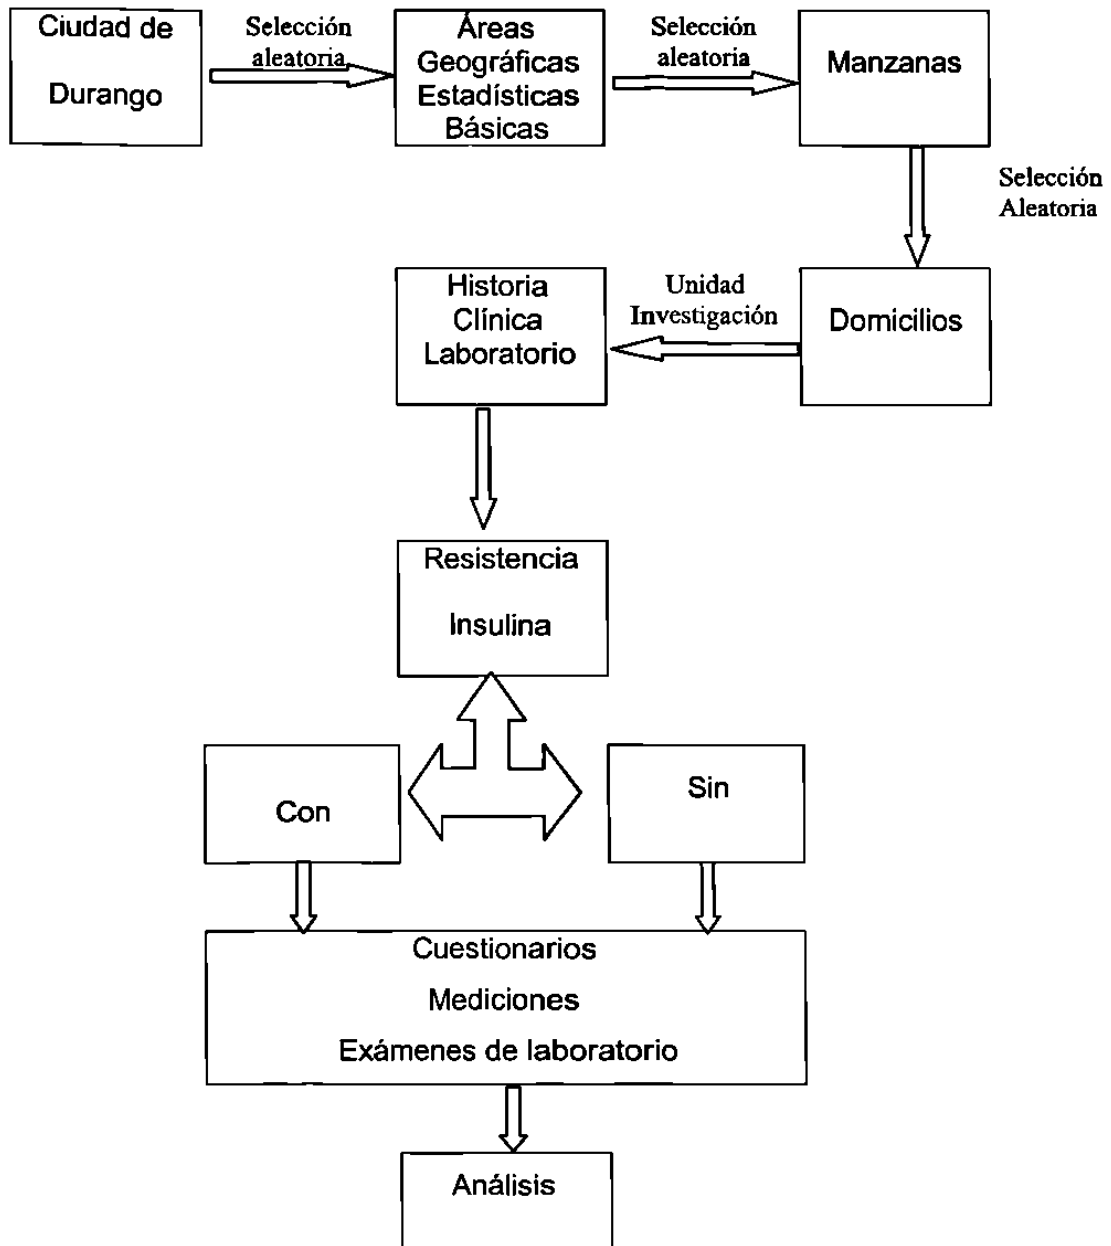 Ciudad de
Durango
Selección
aleatoria
Áreas
Geográficas
Estadísticas
Básicas
Selección
aleatoria
Manzanas
Selección
Aleatoria
Domicilios
Unidad
Investigación
Historia
Clínica
Laboratorio
Resistencia
Insulina
Con
Sin
Cuestionarios
Mediciones
Exámenes de laboratorio
Análisis